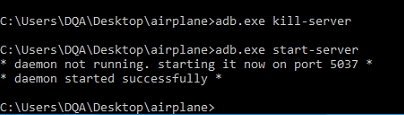 C:\Users\DQA\Desktop\airplane>adb.exe kill-server
C:\Users\DQA\Desktop\airplane>adb.exe start-server
* daemon not running. starting it now on port 5037 *
* daemon started successfully *
C:\Users\DQA\Desktop\airplane>